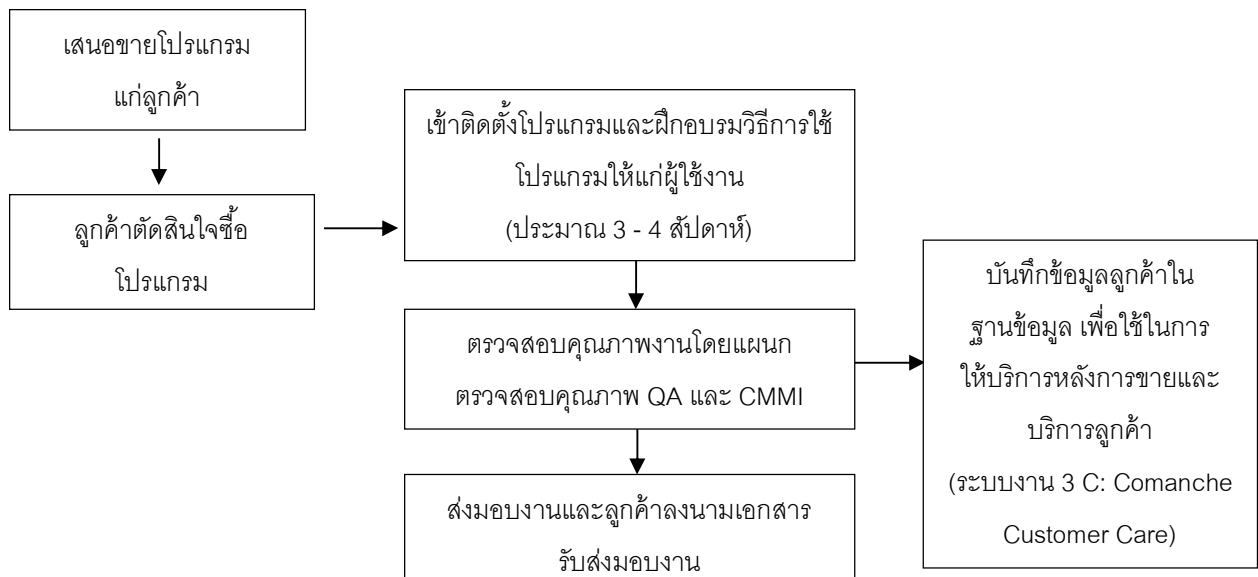 เสนอขายโปรแกรม
แก่ลูกค้า
ลูกค้าตัดสินใจซื้อ
โปรแกรม
เข้าติดตั้งโปรแกรมและฝึกอบรมวิธีการใช้
โปรแกรมให้แก่ผู้ใช้งาน
(ประมาณ 3 - 4 สัปดาห์)
ตรวจสอบคุณภาพงานโดยแผนก
ตรวจสอบคุณภาพ QA และ CMMI
ส่งมอบงานและลูกค้าลงนามเอกสาร
รับส่งมอบงาน
บันทึกข้อมูลลูกค้าใน
ฐานข้อมูล เพื่อใช้ในการ
ให้บริการหลังการขายและ
บริการลูกค้า
(ระบบงาน 3 C: Comanche
Customer Care)